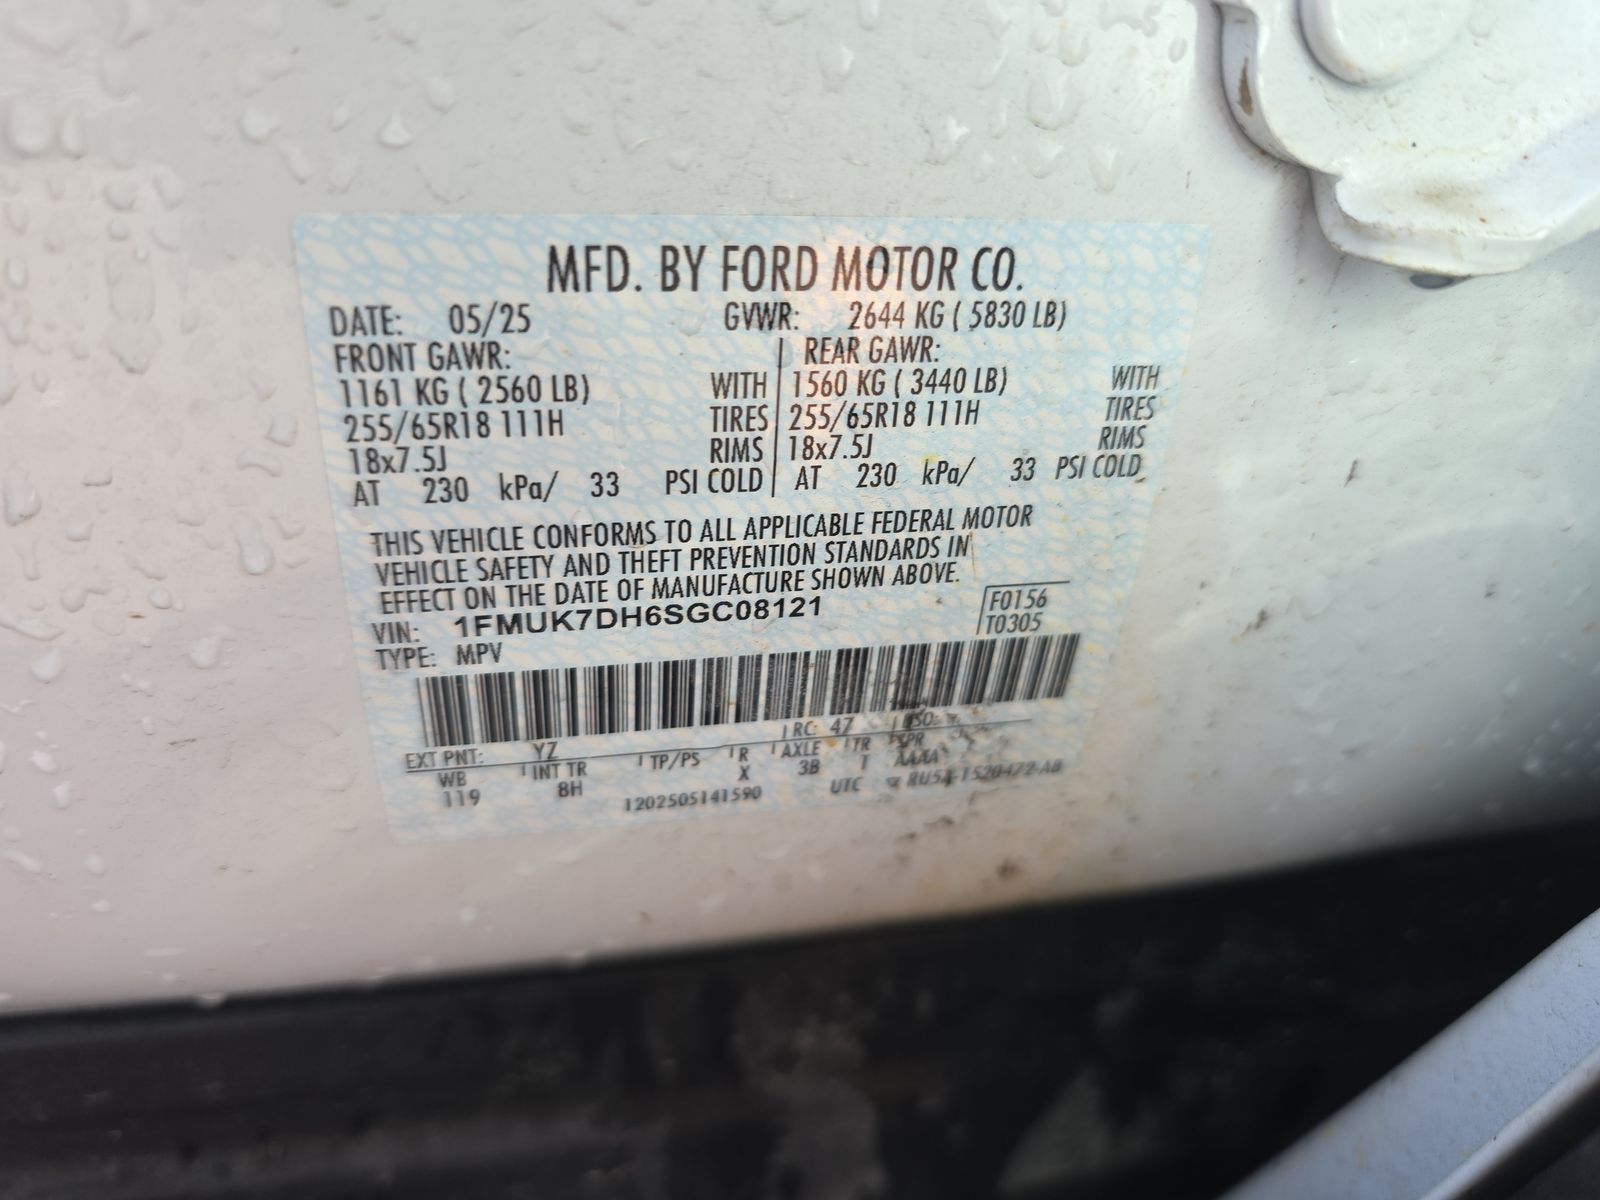 MFD. BY FORD MOTOR CO.
DATE: 05/25 GVWR: 2644 KG ( 5830 LB)
FRONT GAWR: REAR GAWR:
1161 KG ( 2560 LB) WITH 1560 KG ( 3440 LB) WITH
255/65R18 111H TIRES 255/65R18 111H TIRES
18x7.5J RIMS 18x7.5J RIMS
AT 230 kPa/ 33 PSI COLD AT 230 kPa/ 33 PSI COLD
THIS VEHICLE CONFORMS TO ALL APPLICABLE FEDERAL MOTOR
VEHICLE SAFETY AND THEFT PREVENTION STANDARDS IN
EFFECT ON THE DATE OF MANUFACTURE SHOWN ABOVE.
VIN: 1FMUK7DH6SGC08121 F0156
TYPE: MPV T0305
EXT PNT: YZ RC: 47 DSO:
WB INT TR TP/PS R AXLE TR SPR
119 8H X 3B T AAAA
1202505141590 UTC